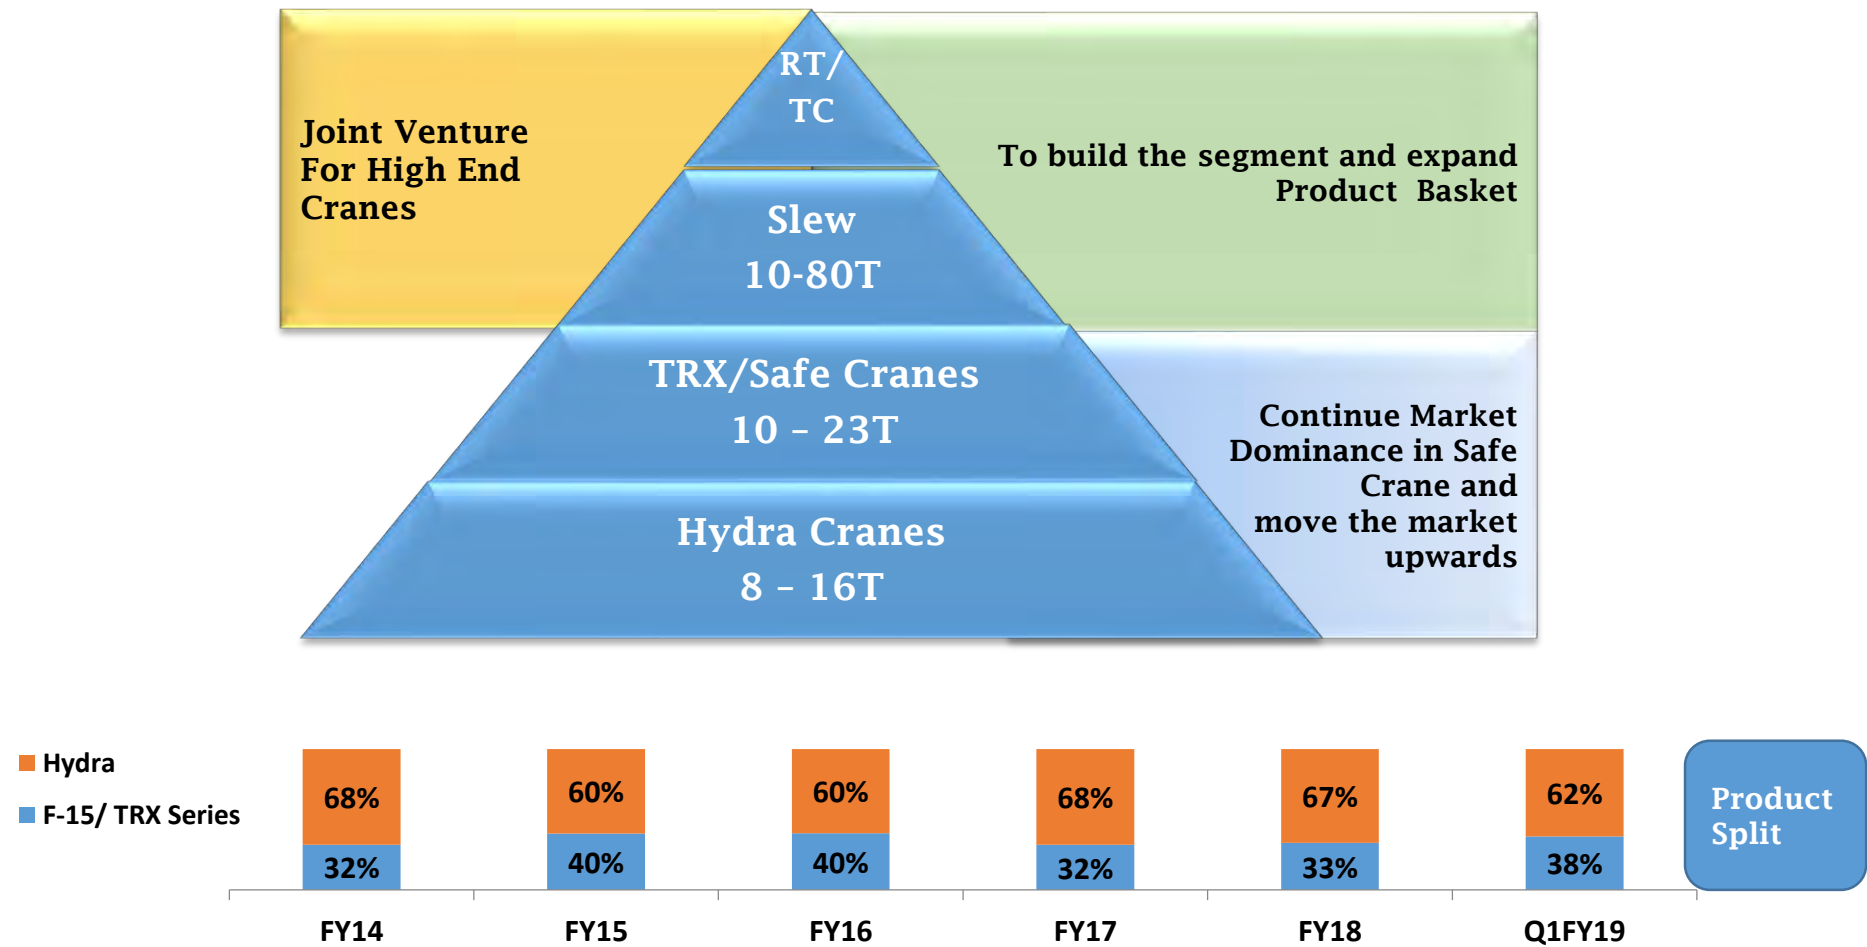 RT/
TC
Joint Venture
For High End
Cranes
To build the segment and expand
Product Basket
Slew
10-80T
TRX/Safe Cranes
10 – 23T
Continue Market
Dominance in Safe
Crane and
move the market
upwards
Hydra Cranes
8 – 16T
Hydra
F-15/ TRX Series
68% 60% 60% 68% 67% 62%
32% 40% 40% 32% 33% 38%
FY14 FY15 FY16 FY17 FY18 Q1FY19
Product
Split